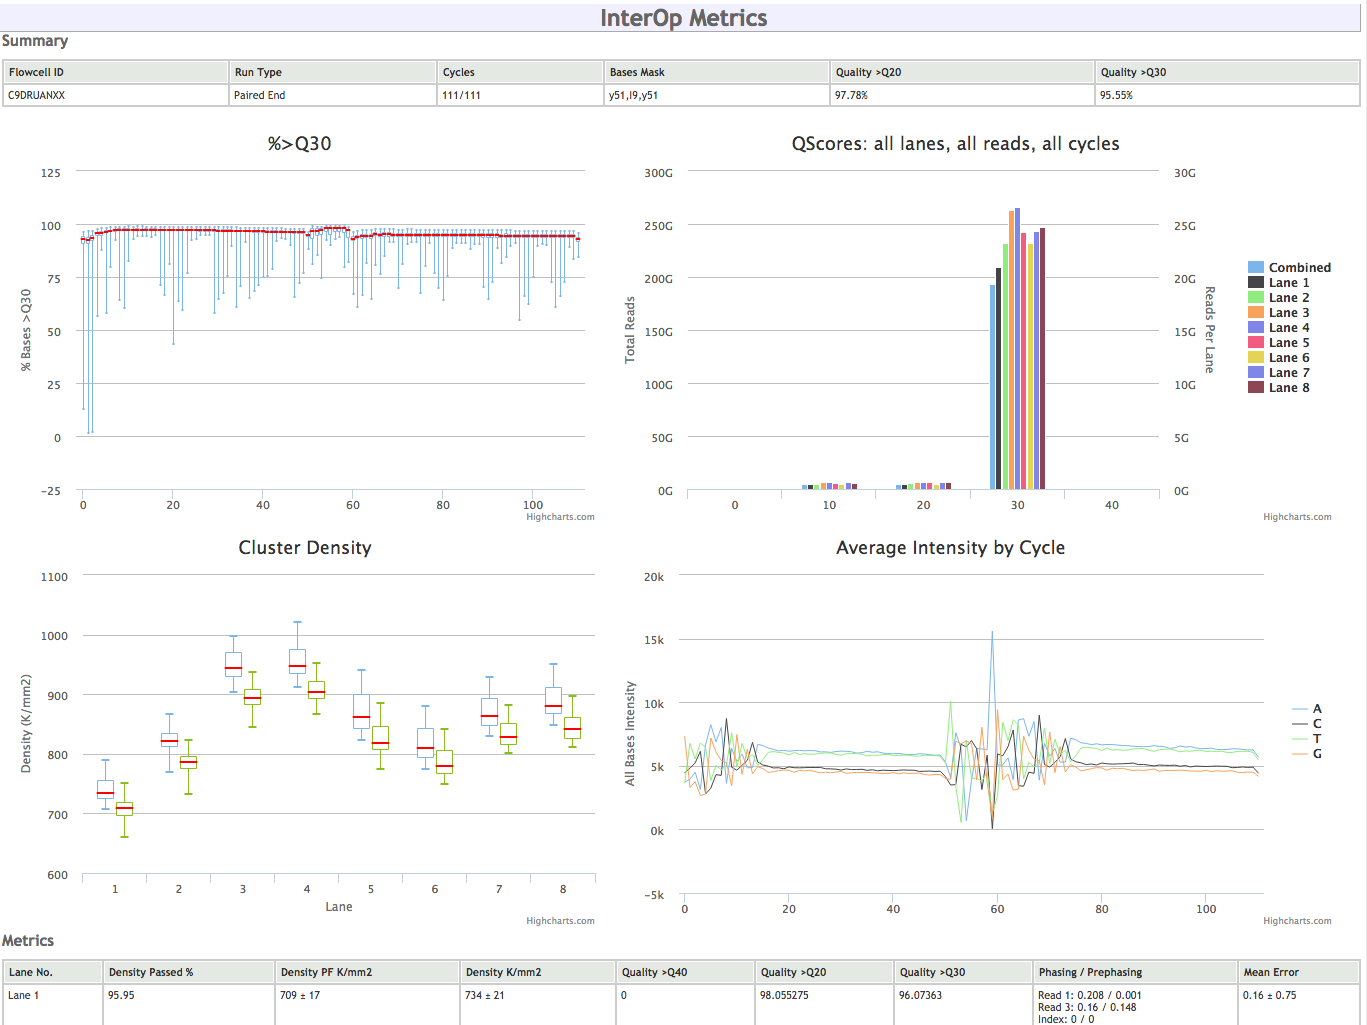 InterOp Metrics
Summary
Flowcell ID Run Type Cycles Bases Mask Quality >Q20 Quality >Q30
C9DRUANXX Paired End 111/111 y51,I9,y51 97.78% 95.55%
%>Q30
125
100
75
50
25
0
-25
% Bases >Q30
0 20 40 60 80 100
Highcharts.com
QScores: all lanes, all reads, all cycles
300G
250G
200G
150G
100G
50G
0G
Total Reads
30G
25G
20G
15G
10G
5G
0G
Reads Per Lane
0 10 20 30 40
Combined
Lane 1
Lane 2
Lane 3
Lane 4
Lane 5
Lane 6
Lane 7
Lane 8
Highcharts.com
Cluster Density
1100
1000
900
800
700
600
Density (K/mm2)
1 2 3 4 5 6 7 8
Lane
Highcharts.com
Average Intensity by Cycle
20k
15k
10k
5k
0k
-5k
All Bases Intensity
0 20 40 60 80 100
A
C
T
G
Highcharts.com
Metrics
Lane No. Density Passed % Density PF K/mm2 Density K/mm2 Quality >Q40 Quality >Q20 Quality >Q30 Phasing / Prephasing Mean Error
Lane 1 95.95 709 ± 17 734 ± 21 0 98.055275 96.07363 Read 1: 0.208 / 0.001 0.16 ± 0.75
Read 3: 0.16 / 0.148
Index: 0 / 0